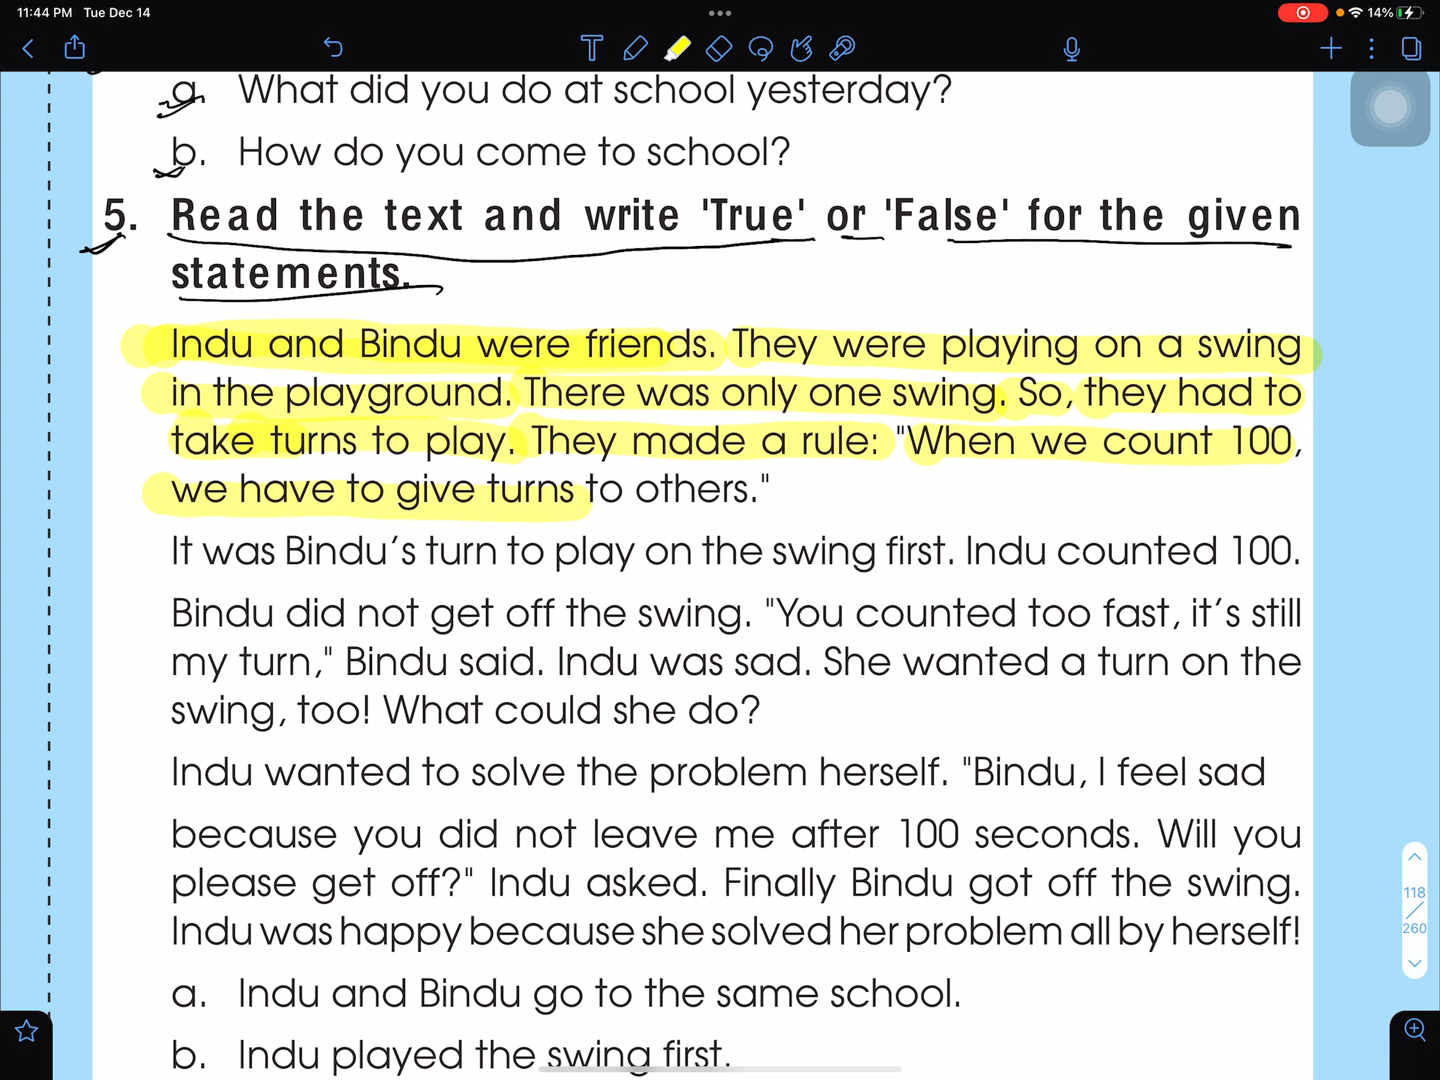 11:44 PM Tue Dec 14
14%
a. What did you do at school yesterday?
b. How do you come to school?
5. Read the text and write 'True' or 'False' for the given
statements.
Indu and Bindu were friends. They were playing on a swing
in the playground. There was only one swing. So, they had to
take turns to play. They made a rule: "When we count 100,
we have to give turns to others."
It was Bindu's turn to play on the swing first. Indu counted 100.
Bindu did not get off the swing. "You counted too fast, it's still
my turn," Bindu said. Indu was sad. She wanted a turn on the
swing, too! What could she do?
Indu wanted to solve the problem herself. "Bindu, I feel sad
because you did not leave me after 100 seconds. Will you
please get off?" Indu asked. Finally Bindu got off the swing.
Indu was happy because she solved her problem all by herself!
a. Indu and Bindu go to the same school.
b. Indu played the swing first.
118
260